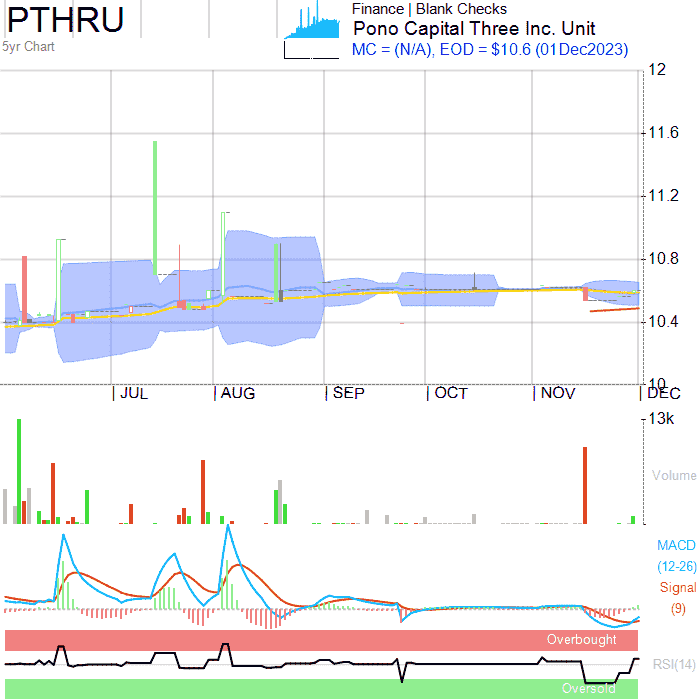 PTHRU
5yr Chart
Finance | Blank Checks
Pono Capital Three Inc. Unit
MC = (N/A), EOD = $10.6 (01Dec2023)
12
11.6
11.2
10.8
10.4
10
JUL
AUG
SEP
OCT
NOV
DEC
13k
Volume
MACD
(12-26)
Signal
(9)
Overbought
RSI(14)
Oversold